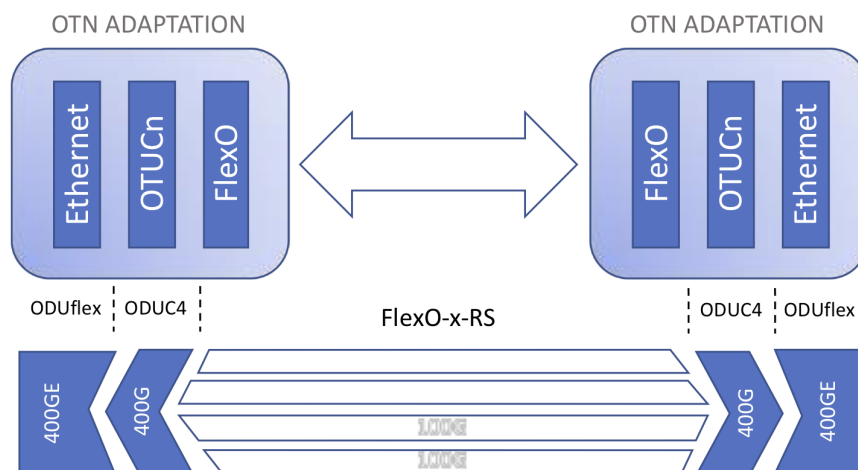 OTN ADAPTATION
OTN ADAPTATION
Ethernet
OTUCn
FlexO
FlexO
OTUCn
Ethernet
ODUflex
ODUC4
FlexO-x-RS
ODUC4
ODUflex
400GE
400G
100G
100G
400G
400GE